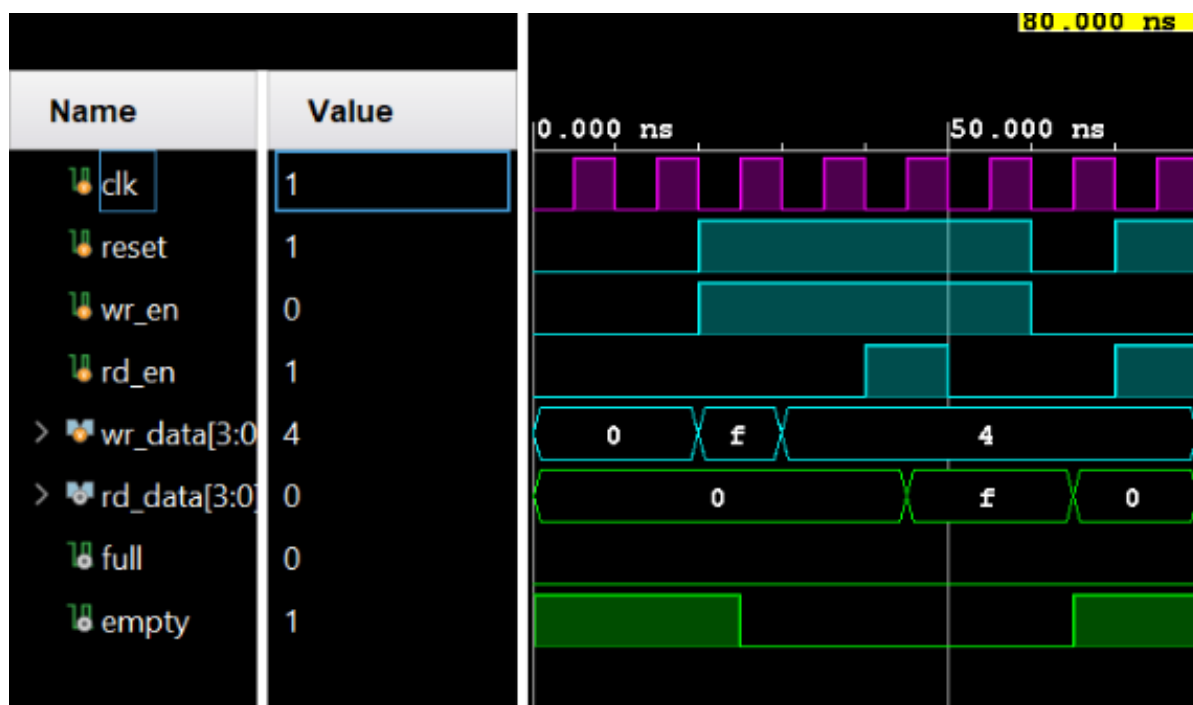 80.000 ns
Name Value
0.000 ns 50.000 ns
clk 1
reset 1
wr_en 0
rd_en 1
> wr_data[3:0 4 0 f 4
> rd_data[3:0] 0 0 f 0
full 0
empty 1